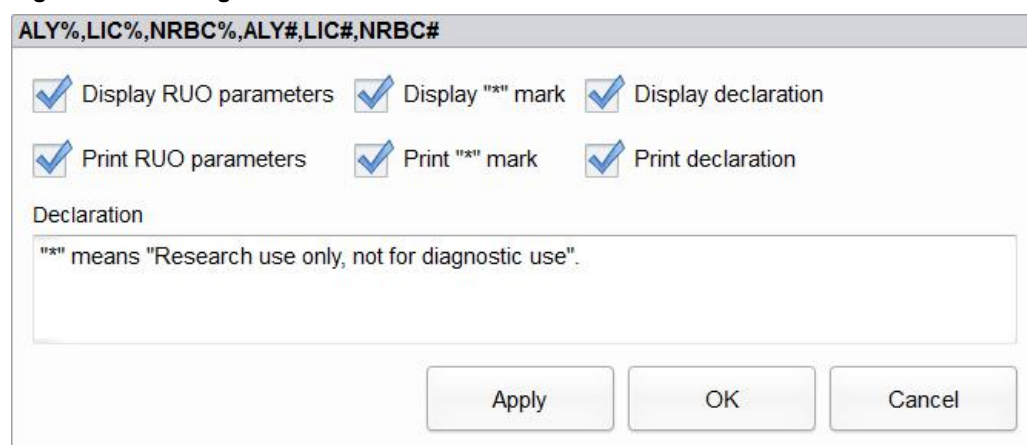 ALY%,LIC%,NRBC%,ALY#,LIC#,NRBC#
Display RUO parameters Display "*" mark Display declaration
Print RUO parameters Print "*" mark Print declaration
Declaration
"*" means "Research use only, not for diagnostic use".
Apply OK Cancel